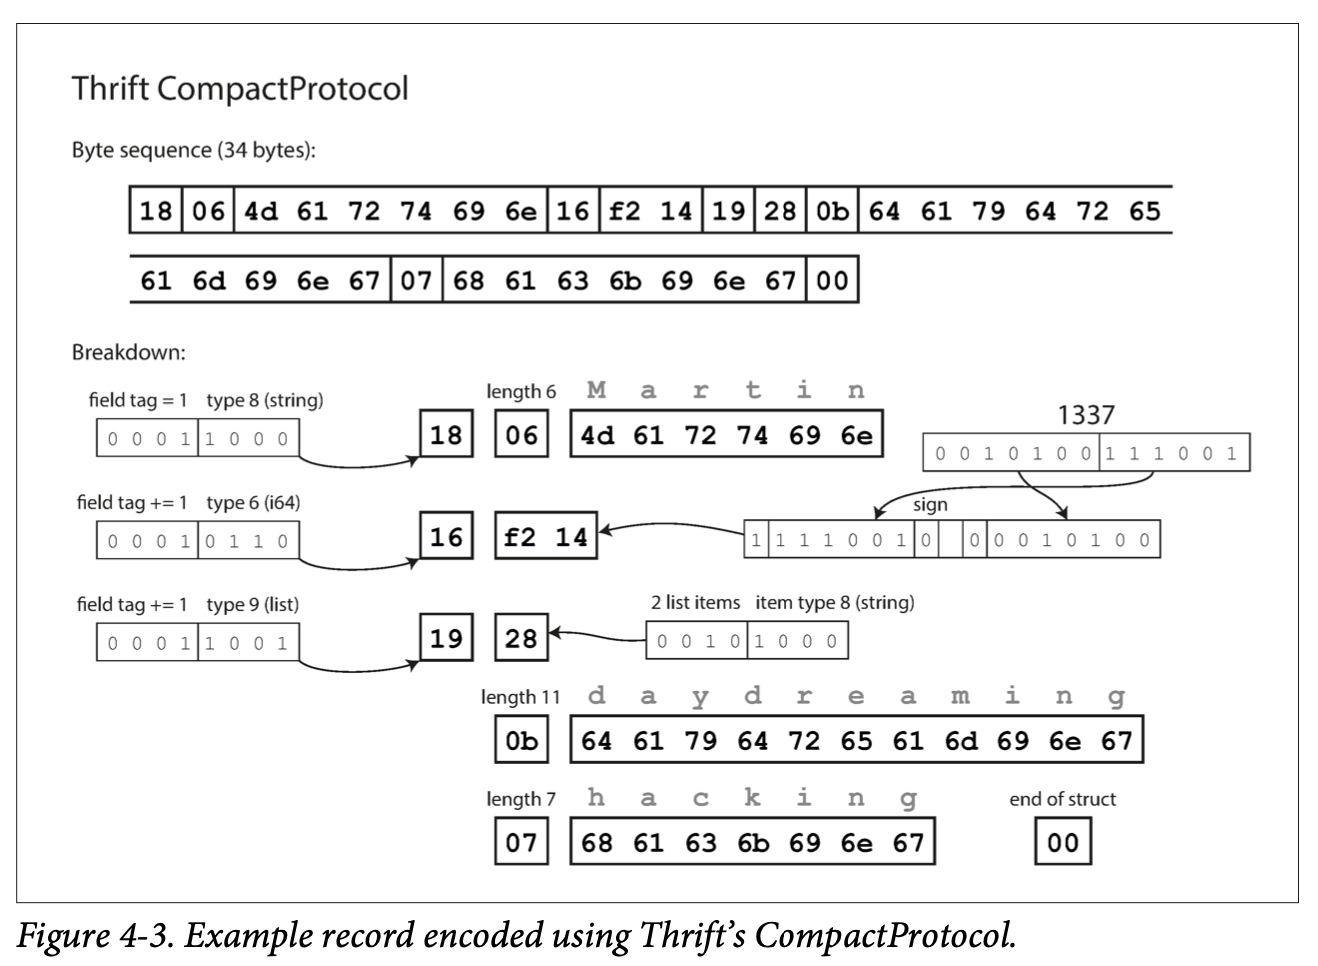 Thrift CompactProtocol
Byte sequence (34 bytes):
18 06 4d 61 72 74 69 6e 16 f2 14 19 28 0b 64 61 79 64 72 65
61 6d 69 6e 67 07 68 61 63 6b 69 6e 67 00
Breakdown:
field tag = 1 type 8 (string)
0 0 0 1 1 0 0 0
18
length 6
06
M a r t i n
4d 61 72 74 69 6e
1337
0 0 1 0 1 0 0 1 1 1 0 0 1
field tag += 1 type 6 (i64)
0 0 0 1 0 1 1 0
16
f2 14
sign
1 1 1 1 0 0 1 0 0 0 0 1 0 1 0 0
field tag += 1 type 9 (list)
0 0 0 1 1 0 0 1
19
28
2 list items item type 8 (string)
0 0 1 0 1 0 0 0
length 11
0b
d a y d r e a m i n g
64 61 79 64 72 65 61 6d 69 6e 67
length 7
07
h a c k i n g
68 61 63 6b 69 6e 67
end of struct
00
Figure 4-3. Example record encoded using Thrift’s CompactProtocol.